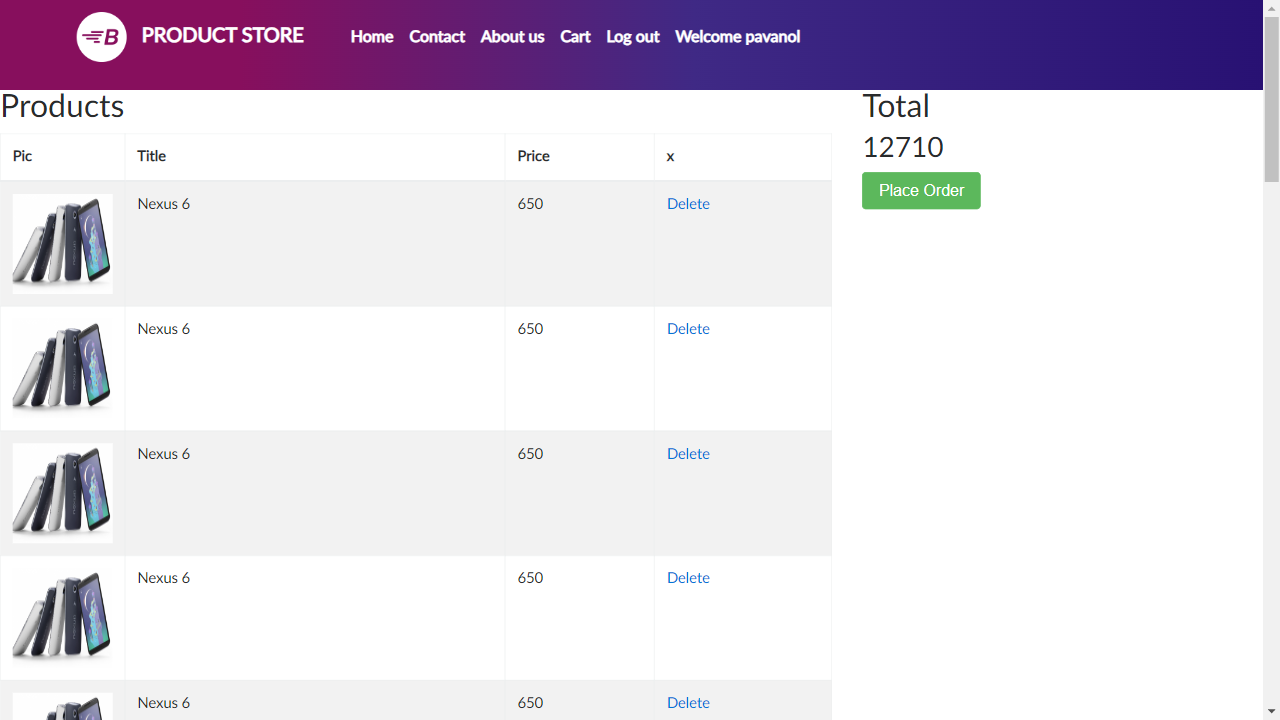 B PRODUCT STORE Home Contact About us Cart Log out Welcome pavanol
Products
Pic Title Price x
Nexus 6 650 Delete
Nexus 6 650 Delete
Nexus 6 650 Delete
Nexus 6 650 Delete
Nexus 6 650 Delete
Total
12710
Place Order